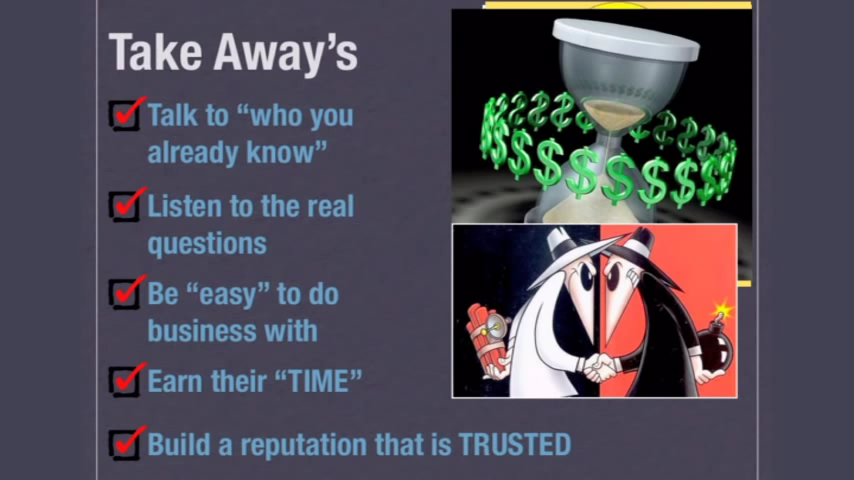 Take Away’s
Talk to “who you
already know”
Listen to the real
questions
Be “easy” to do
business with
Earn their “TIME”
Build a reputation that is TRUSTED